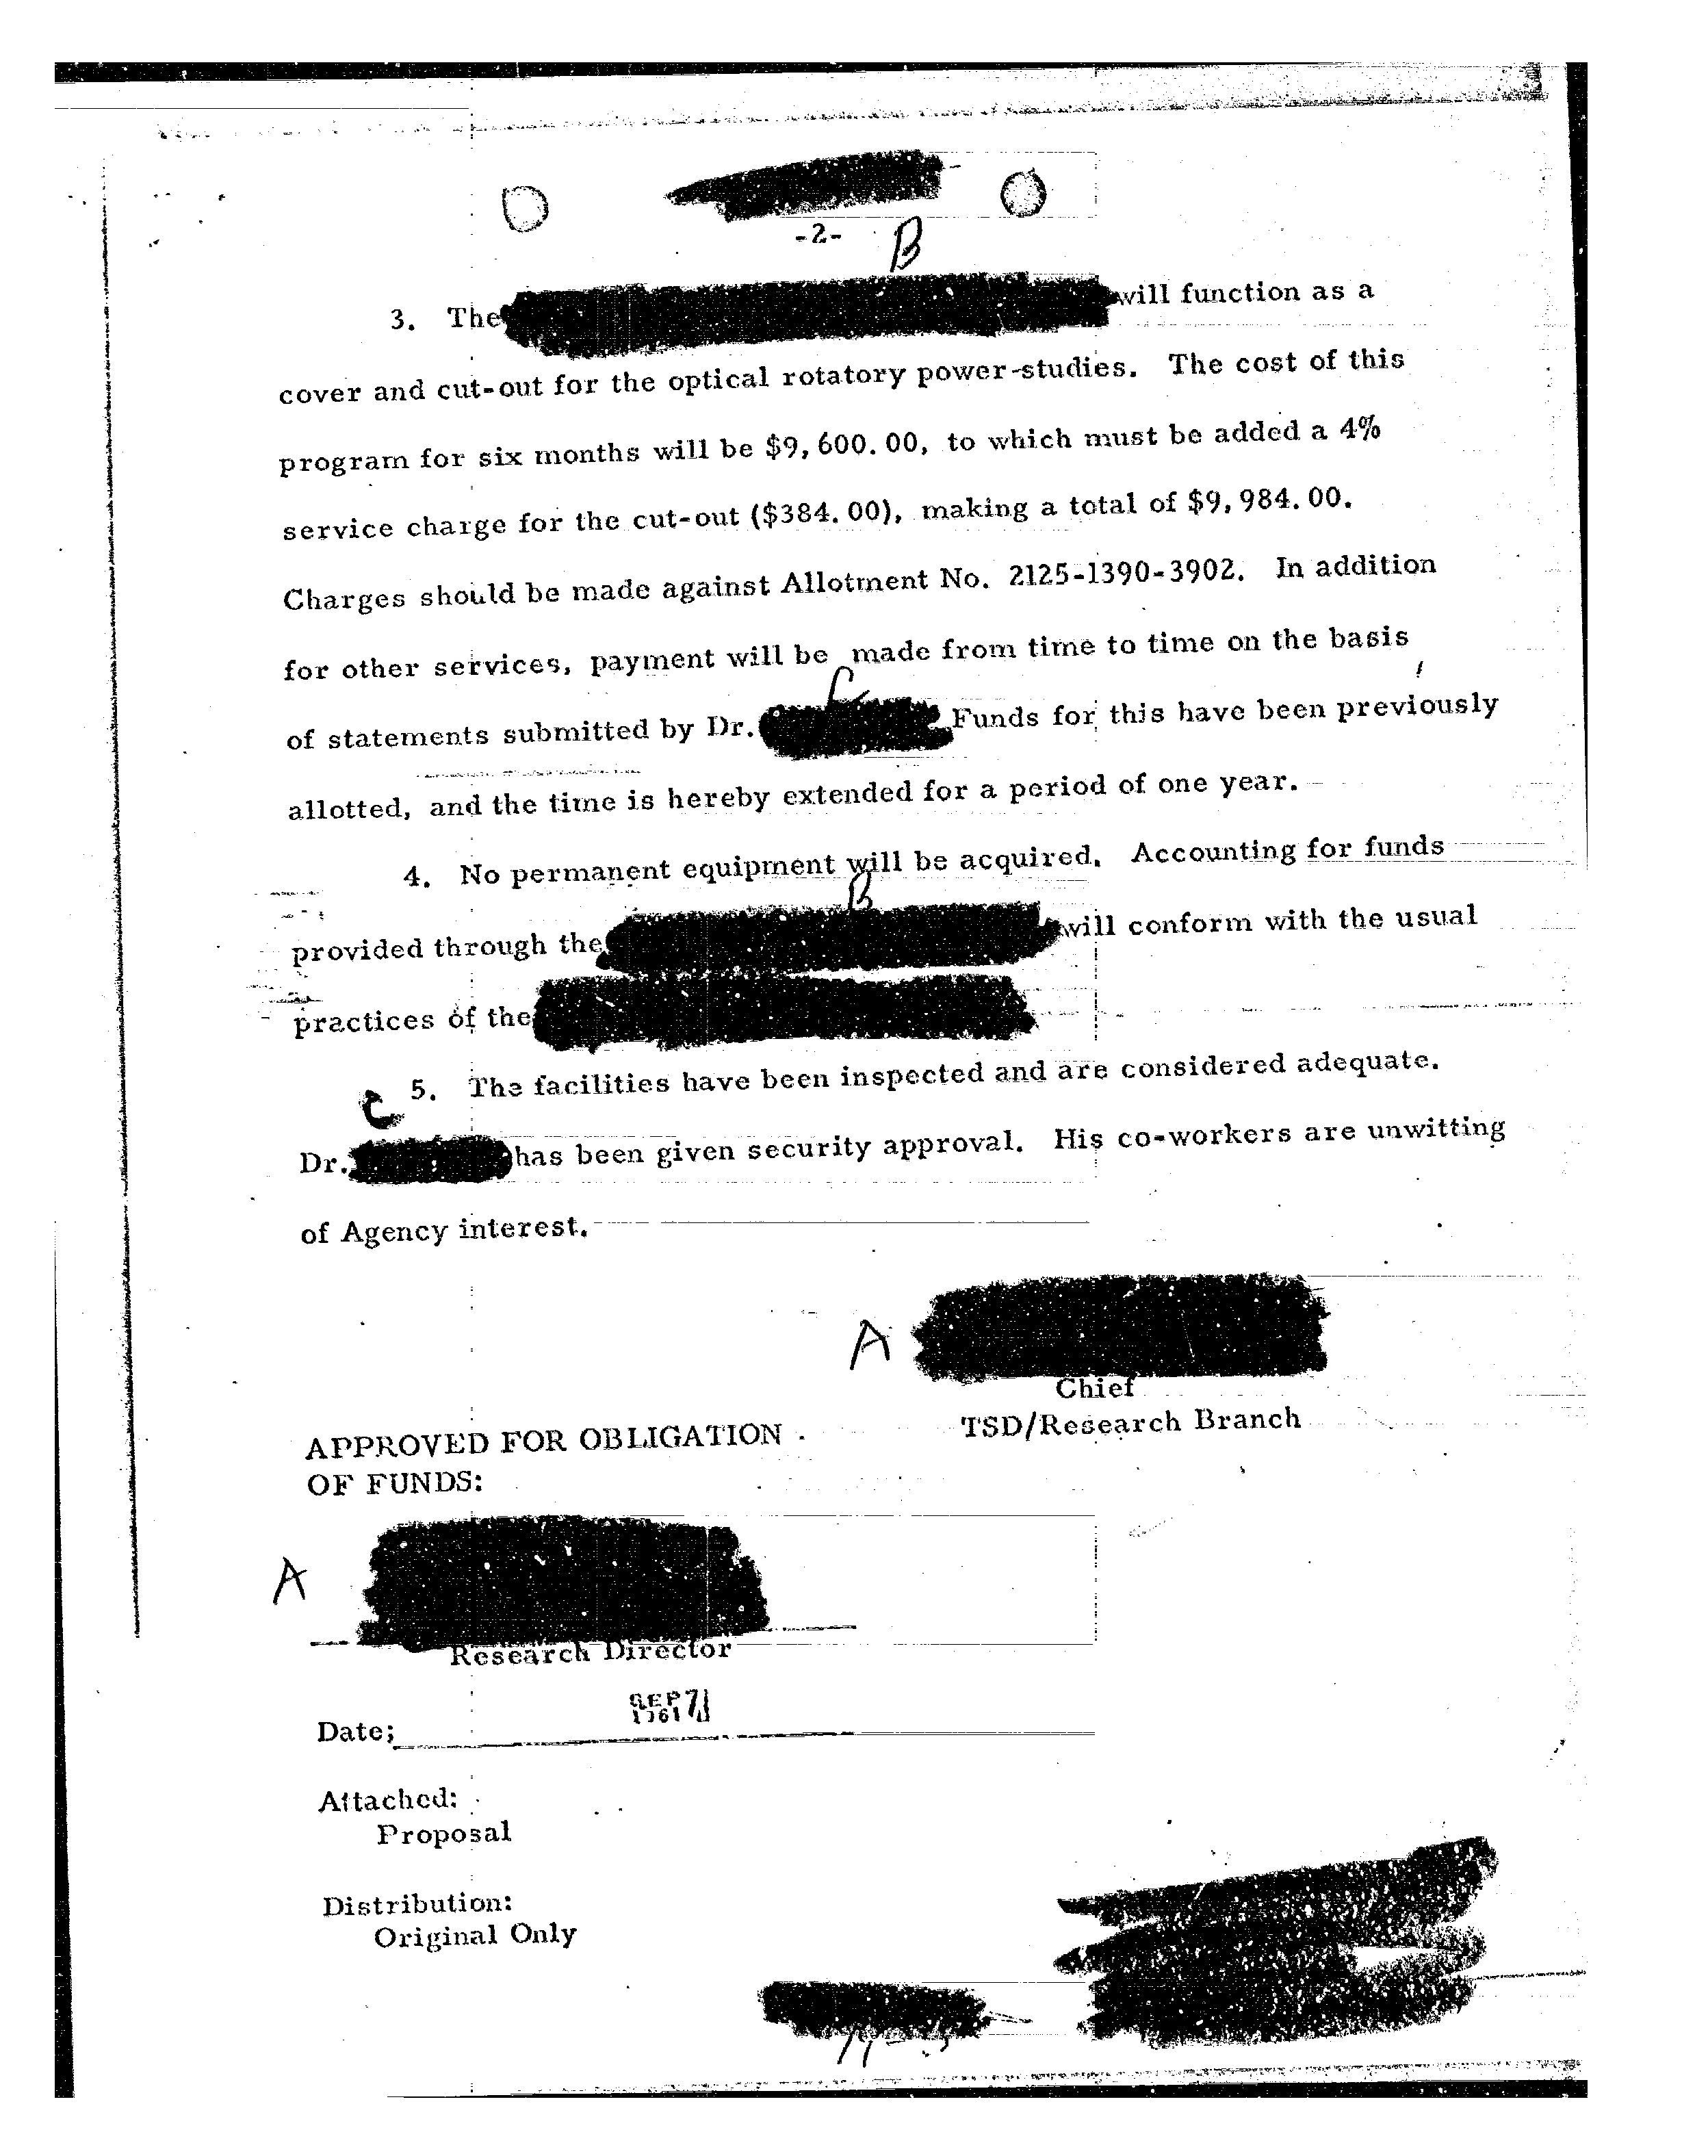 -2-
B
3. The will function as a
cover and cut-out for the optical rotatory power-studies. The cost of this
program for six months will be $9,600.00, to which must be added a 4%
service charge for the cut-out ($384.00), making a total of $9,984.00.
Charges should be made against Allotment No. 2125-1390-3902. In addition
for other services, payment will be made from time to time on the basis
C
of statements submitted by Dr. Funds for this have been previously
allotted, and the time is hereby extended for a period of one year.
4. No permanent equipment will be acquired. Accounting for funds
B
provided through the will conform with the usual
practices of the
5. The facilities have been inspected and are considered adequate.
C
Dr. has been given security approval. His co-workers are unwitting
of Agency interest.
A
Chief
TSD/Research Branch
APPROVED FOR OBLIGATION
OF FUNDS:
A
Research Director
SEP 7
1961
Date;
Attached:
Proposal
Distribution:
Original Only